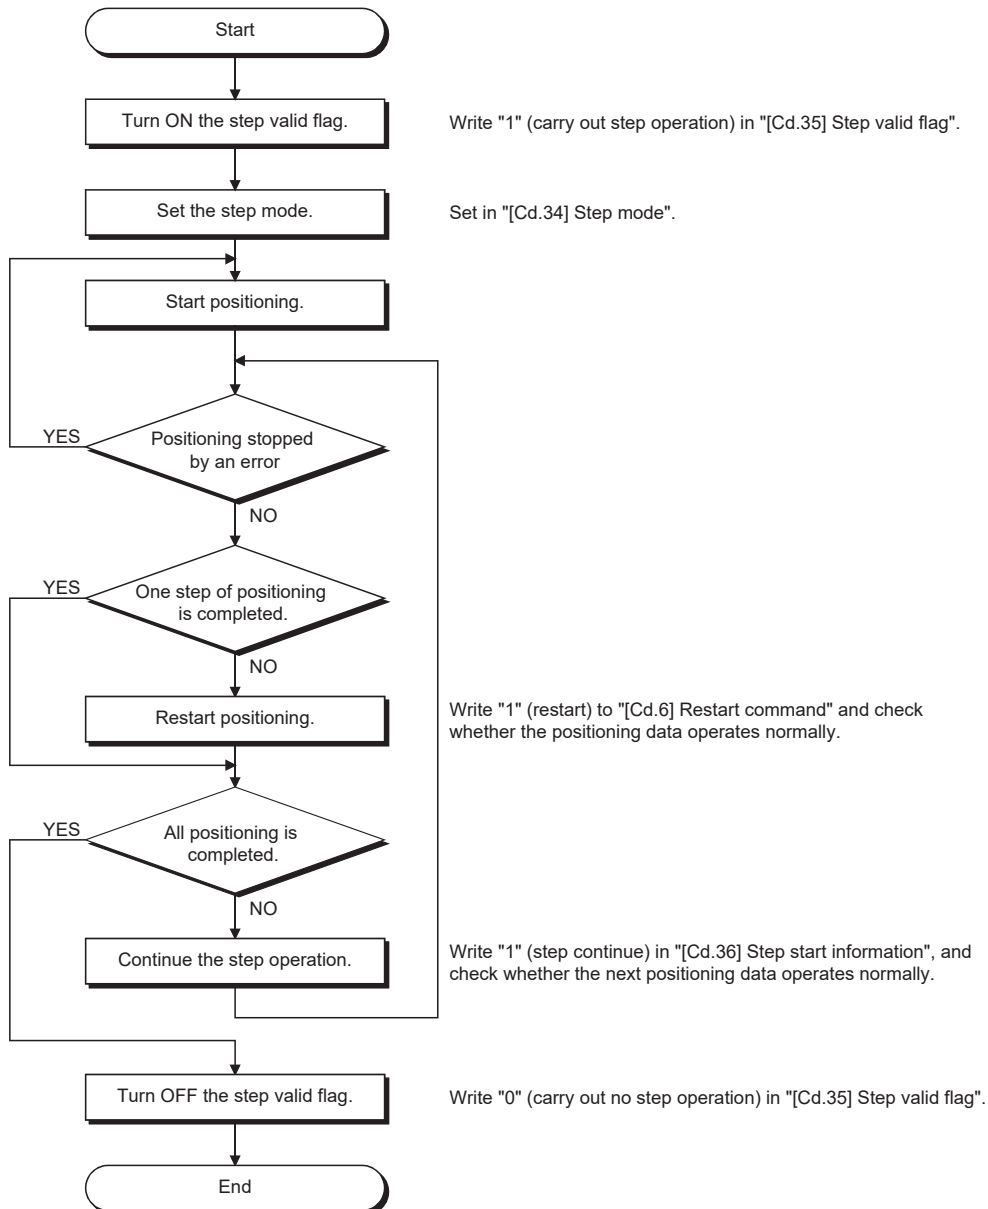 Start
Turn ON the step valid flag.
Write "1" (carry out step operation) in "[Cd.35] Step valid flag".
Set the step mode.
Set in "[Cd.34] Step mode".
Start positioning.
YES
Positioning stopped
by an error
NO
YES
One step of positioning
is completed.
NO
Restart positioning.
Write "1" (restart) to "[Cd.6] Restart command" and check
whether the positioning data operates normally.
YES
All positioning is
completed.
NO
Continue the step operation.
Write "1" (step continue) in "[Cd.36] Step start information", and
check whether the next positioning data operates normally.
Turn OFF the step valid flag.
Write "0" (carry out no step operation) in "[Cd.35] Step valid flag".
End